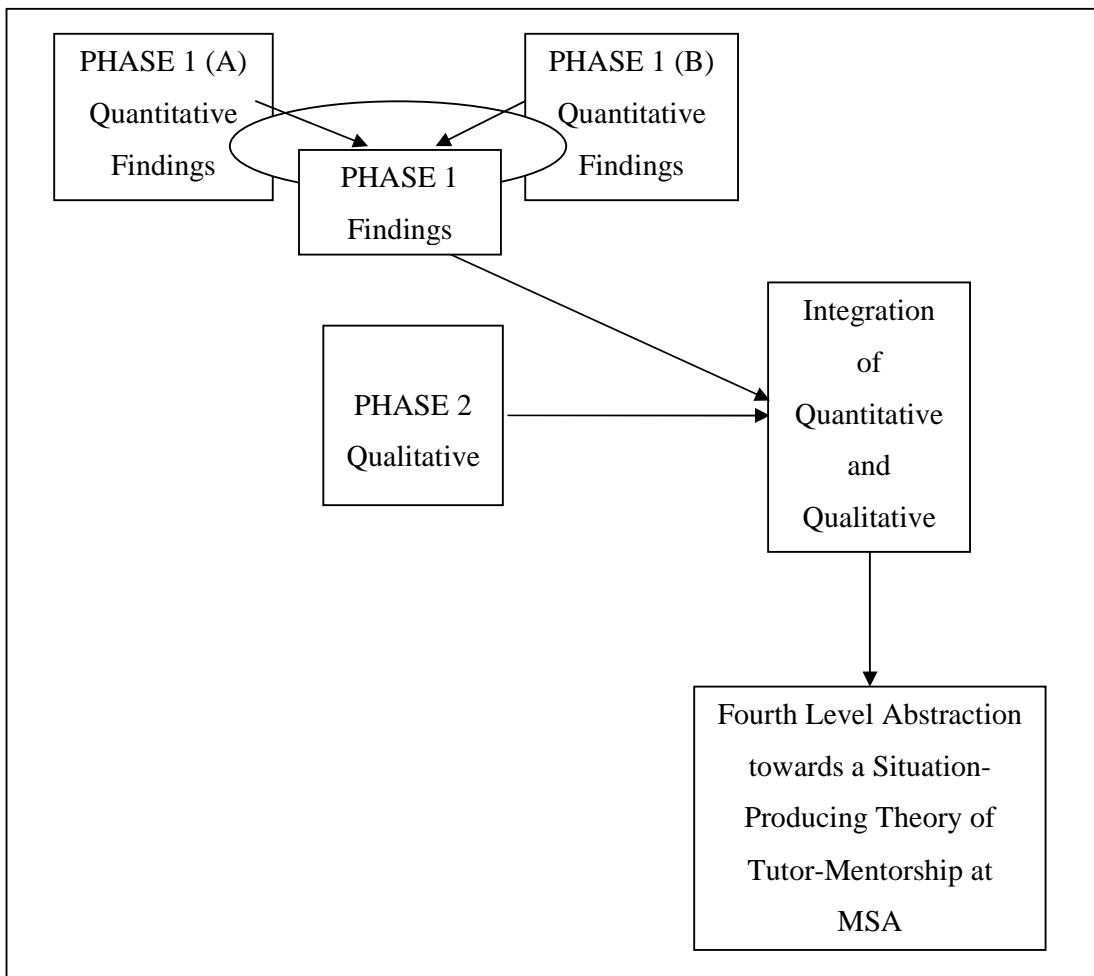 PHASE 1 (A)
Quantitative
Findings
PHASE 1 (B)
Quantitative
Findings
PHASE 1
Findings
PHASE 2
Qualitative
Integration
of
Quantitative
and
Qualitative
Fourth Level Abstraction
towards a Situation-
Producing Theory of
Tutor-Mentorship at
MSA